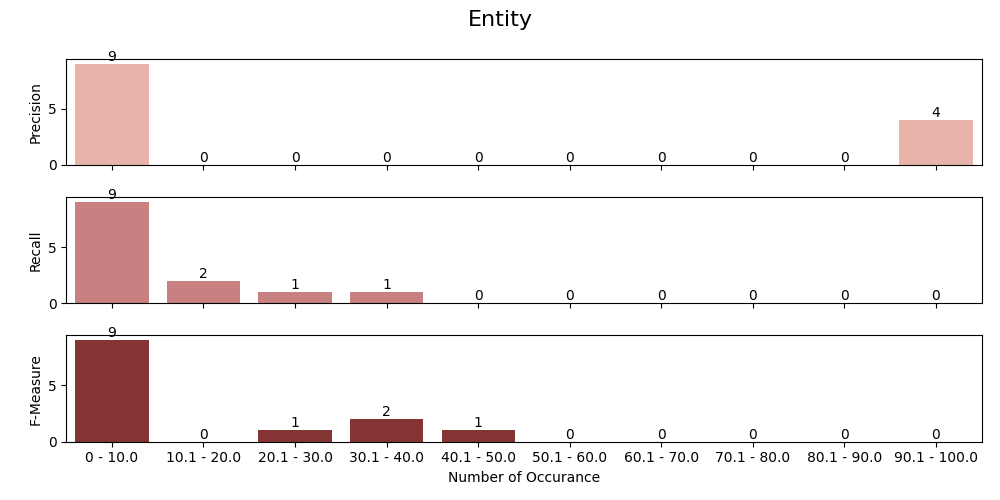 Entity
Precision
5
0
9 0 0 0 0 0 0 0 0 4
Recall
5
0
9 2 1 1 0 0 0 0 0 0
F-Measure
5
0
9 0 1 2 1 0 0 0 0 0
0 - 10.0 10.1 - 20.0 20.1 - 30.0 30.1 - 40.0 40.1 - 50.0 50.1 - 60.0 60.1 - 70.0 70.1 - 80.0 80.1 - 90.0 90.1 - 100.0
Number of Occurance